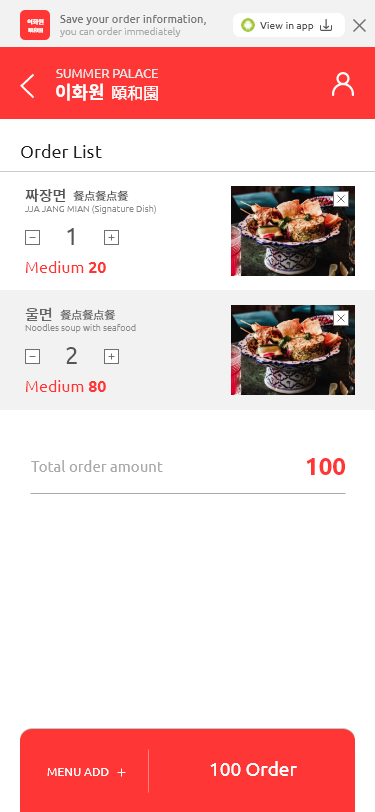 이화원
頤和園
Save your order information,
you can order immediately
View in app
SUMMER PALACE
이화원 頤和園
Order List
짜장면 餐点餐点餐
JJA JANG MIAN (Signature Dish)
1
Medium 20
울면 餐点餐点餐
Noodles soup with seafood
2
Medium 80
Total order amount
100
MENU ADD +
100 Order